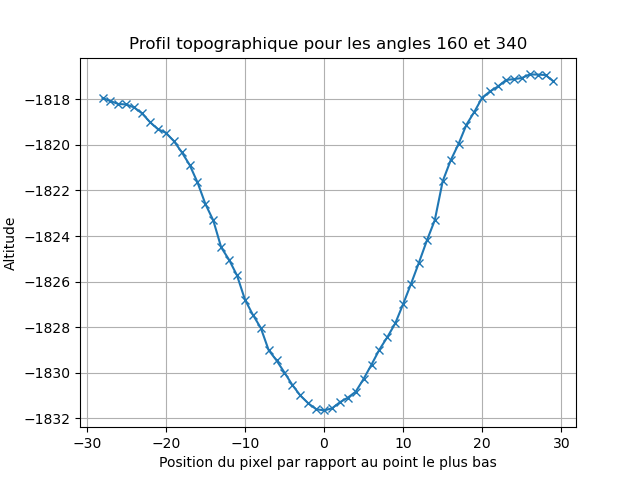 Profil topographique pour les angles 160 et 340
−1818
−1820
−1822
−1824
−1826
−1828
−1830
−1832
Altitude
−30 −20 −10 0 10 20 30
Position du pixel par rapport au point le plus bas